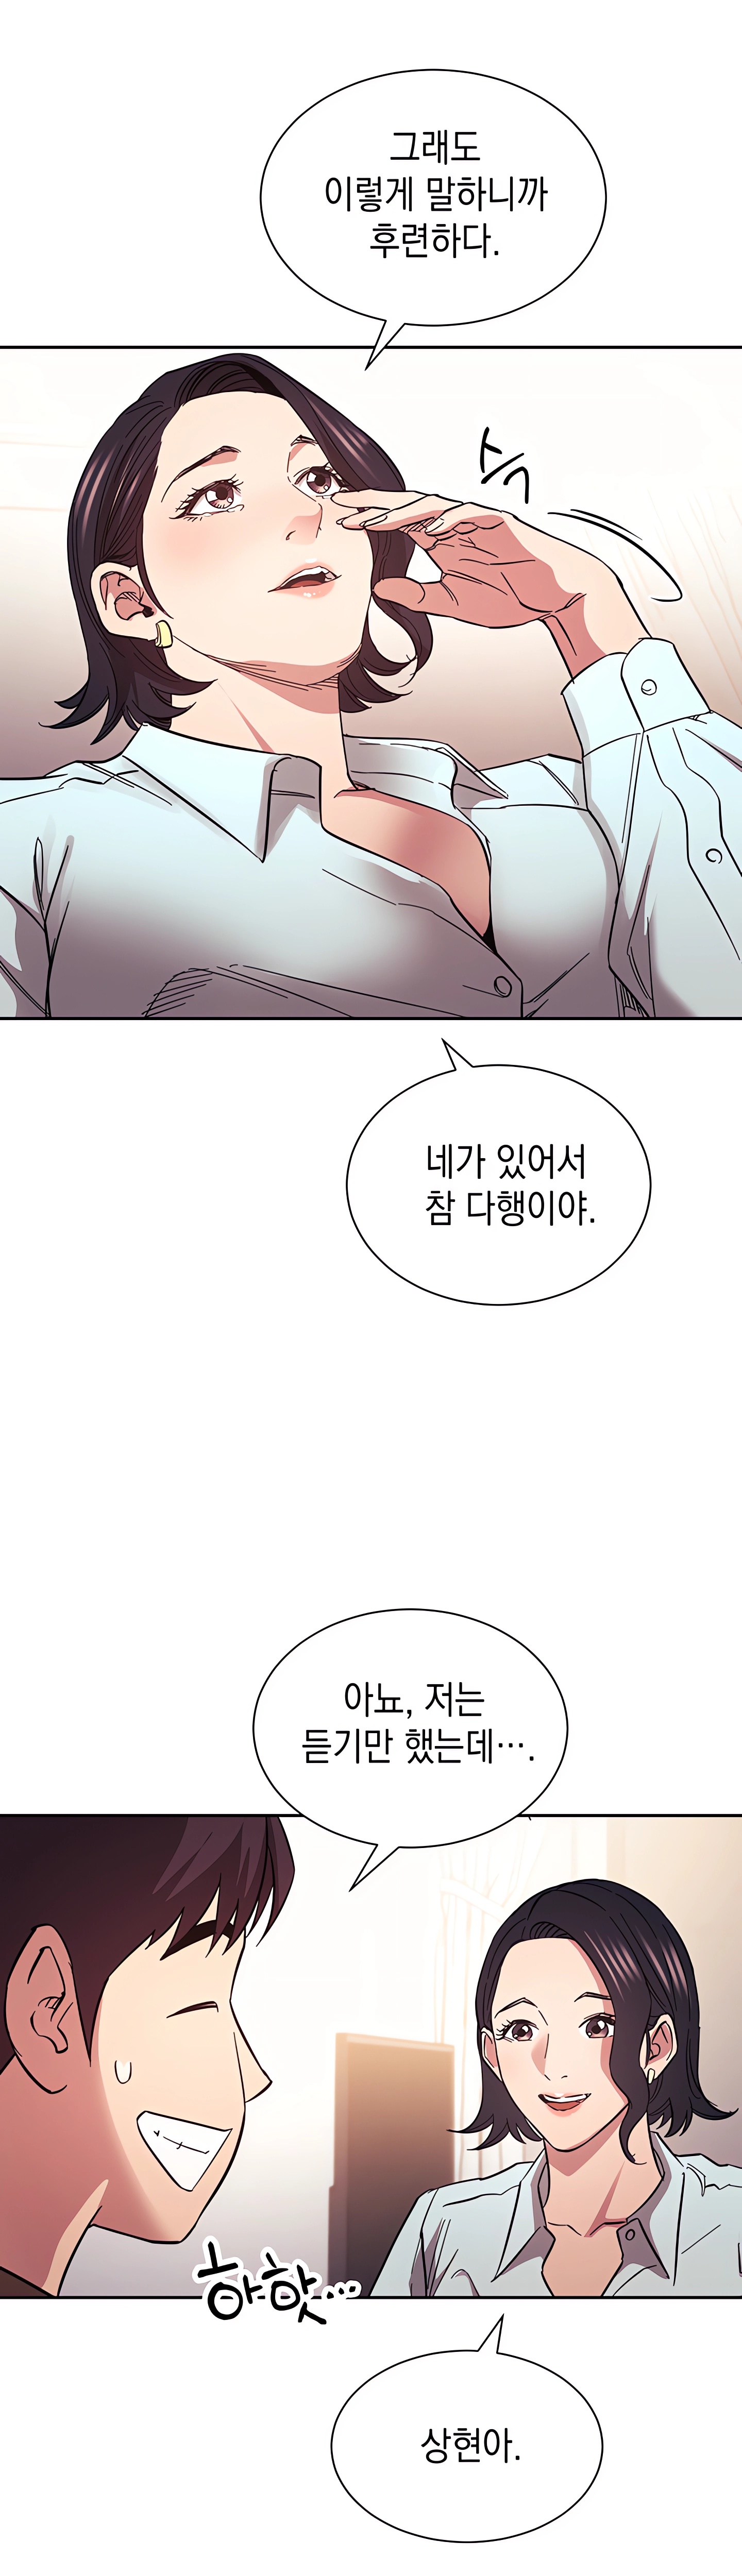 그래도
이렇게 말하니까
후련하다.
슥
네가 있어서
참 다행이야.
아뇨, 저는
듣기만 했는데….
하핫…
상현아.